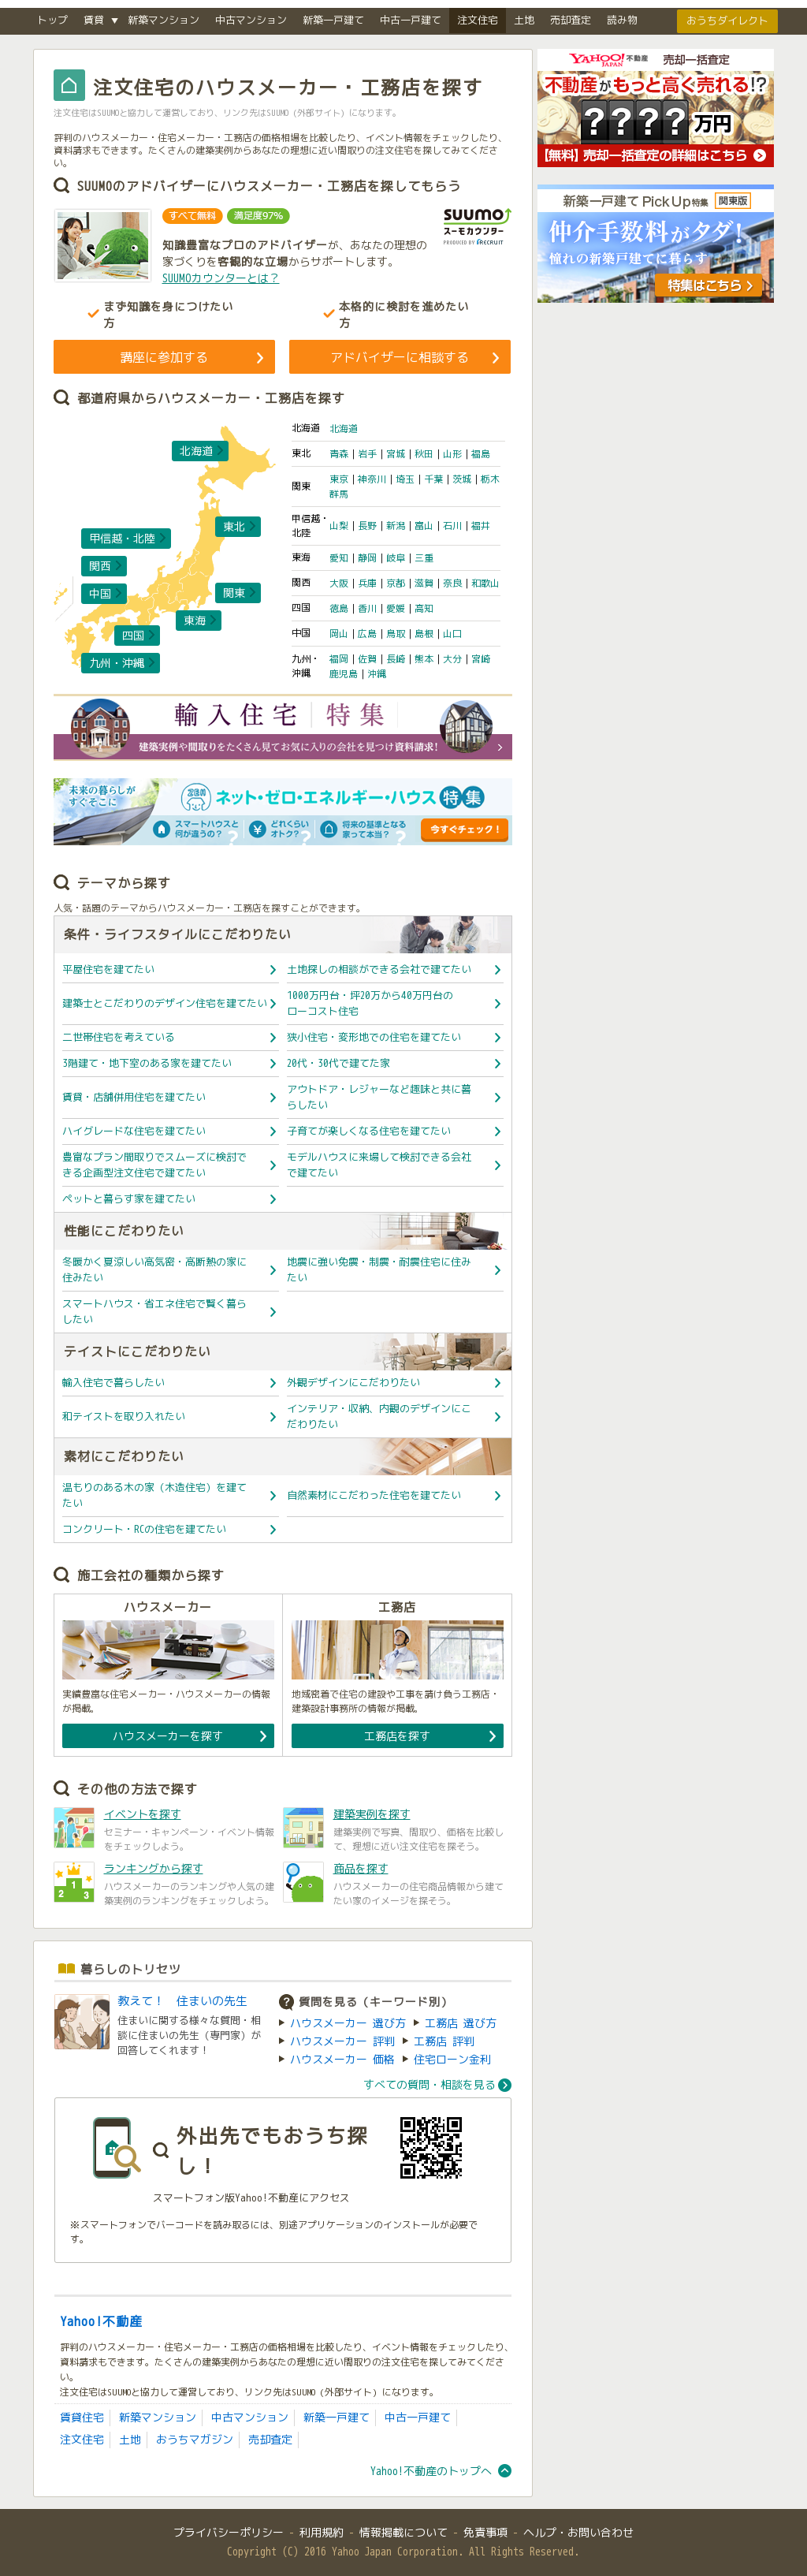 トップ 賃貸 ▼ 新築マンション 中古マンション 新築一戸建て 中古一戸建て 注文住宅 土地 売却査定 読み物 おうちダイレクト
注文住宅のハウスメーカー・工務店を探す
注文住宅はSUUMOと協力して運営しており、リンク先はSUUMO (外部サイト) になります。
評判のハウスメーカー・住宅メーカー・工務店の価格相場を比較したり、イベント情報をチェックしたり、
資料請求もできます。たくさんの建築実例からあなたの理想に近い間取りの注文住宅を探してみてくださ
い。
SUUMOのアドバイザーにハウスメーカー・工務店を探してもらう
すべて無料 満足度97%
知識豊富なプロのアドバイザーが、あなたの理想の
家づくりを客観的な立場からサポートします。
SUUMOカウンターとは？
SUUMO
スーモカウンター
PRODUCED BY RECRUIT
まず知識を身につけたい
方
本格的に検討を進めたい
方
講座に参加する
アドバイザーに相談する
都道府県からハウスメーカー・工務店を探す
北海道
東北
甲信越・北陸
関西
中国
関東
東海
四国
九州・沖縄
北海道 北海道
東北 青森 | 岩手 | 宮城 | 秋田 | 山形 | 福島
関東 東京 | 神奈川 | 埼玉 | 千葉 | 茨城 | 栃木
群馬
甲信越・
北陸
山梨 | 長野 | 新潟 | 富山 | 石川 | 福井
東海 愛知 | 静岡 | 岐阜 | 三重
関西 大阪 | 兵庫 | 京都 | 滋賀 | 奈良 | 和歌山
四国 徳島 | 香川 | 愛媛 | 高知
中国 岡山 | 広島 | 鳥取 | 島根 | 山口
九州・
沖縄
福岡 | 佐賀 | 長崎 | 熊本 | 大分 | 宮崎
鹿児島 | 沖縄
輸入住宅 特集
建築実例や間取りをたくさん見てお気に入りの会社を見つけ資料請求!
未来の暮らしが
すぐそこに
ネット・ゼロ・エネルギー・ハウス 特集
スマートハウスと
何が違うの？
どれくらい
オトク？
将来の基準となる
家って本当？
今すぐチェック！
テーマから探す
人気・話題のテーマからハウスメーカー・工務店を探すことができます。
条件・ライフスタイルにこだわりたい
平屋住宅を建てたい
土地探しの相談ができる会社で建てたい
建築士とこだわりのデザイン住宅を建てたい
1000万円台・坪20万から40万円台の
ローコスト住宅
二世帯住宅を考えている
狭小住宅・変形地での住宅を建てたい
3階建て・地下室のある家を建てたい
20代・30代で建てた家
賃貸・店舗併用住宅を建てたい
アウトドア・レジャーなど趣味と共に暮
らしたい
ハイグレードな住宅を建てたい
子育てが楽しくなる住宅を建てたい
豊富なプラン間取りでスムーズに検討で
きる企画型注文住宅で建てたい
モデルハウスに来場して検討できる会社
で建てたい
ペットと暮らす家を建てたい
性能にこだわりたい
冬暖かく夏涼しい高気密・高断熱の家に
住みたい
地震に強い免震・制震・耐震住宅に住み
たい
スマートハウス・省エネ住宅で賢く暮ら
したい
テイストにこだわりたい
輸入住宅で暮らしたい
外観デザインにこだわりたい
和テイストを取り入れたい
インテリア・収納、内観のデザインにこ
だわりたい
素材にこだわりたい
温もりのある木の家（木造住宅）を建て
たい
自然素材にこだわった住宅を建てたい
コンクリート・RCの住宅を建てたい
施工会社の種類から探す
ハウスメーカー
工務店
実績豊富な住宅メーカー・ハウスメーカーの情報
が掲載。
地域密着で住宅の建設や工事を請け負う工務店・
建築設計事務所の情報が掲載。
ハウスメーカーを探す
工務店を探す
その他の方法で探す
イベントを探す
セミナー・キャンペーン・イベント情報
をチェックしよう。
建築実例を探す
建築実例で写真、間取り、価格を比較し
て、理想に近い注文住宅を探そう。
1 2 3
ランキングから探す
ハウスメーカーのランキングや人気の建
築実例のランキングをチェックしよう。
商品を探す
ハウスメーカーの住宅商品情報から建て
たい家のイメージを探そう。
暮らしのトリセツ
教えて！ 住まいの先生
住まいに関する様々な質問・相
談に住まいの先生（専門家）が
回答してくれます！
質問を見る（キーワード別）
ハウスメーカー 選び方 工務店 選び方
ハウスメーカー 評判 工務店 評判
ハウスメーカー 価格 住宅ローン金利
すべての質問・相談を見る
外出先でもおうち探
し！
スマートフォン版Yahoo!不動産にアクセス
※スマートフォンでバーコードを読み取るには、別途アプリケーションのインストールが必要で
す。
Yahoo!不動産
評判のハウスメーカー・住宅メーカー・工務店の価格相場を比較したり、イベント情報をチェックしたり、
資料請求もできます。たくさんの建築実例からあなたの理想に近い間取りの注文住宅を探してみてくださ
い。
注文住宅はSUUMOと協力して運営しており、リンク先はSUUMO (外部サイト) になります。
賃貸住宅 新築マンション 中古マンション 新築一戸建て 中古一戸建て
注文住宅 土地 おうちマガジン 売却査定
Yahoo!不動産のトップへ
YAHOO! JAPAN 不動産 売却一括査定
不動産がもっと高く売れる!?
????万円
【無料】売却一括査定の詳細はこちら
新築一戸建て Pick Up 特集 関東版
仲介手数料がタダ！
憧れの新築戸建てに暮らす
特集はこちら
プライバシーポリシー - 利用規約 - 情報掲載について - 免責事項 - ヘルプ・お問い合わせ
Copyright (C) 2016 Yahoo Japan Corporation. All Rights Reserved.